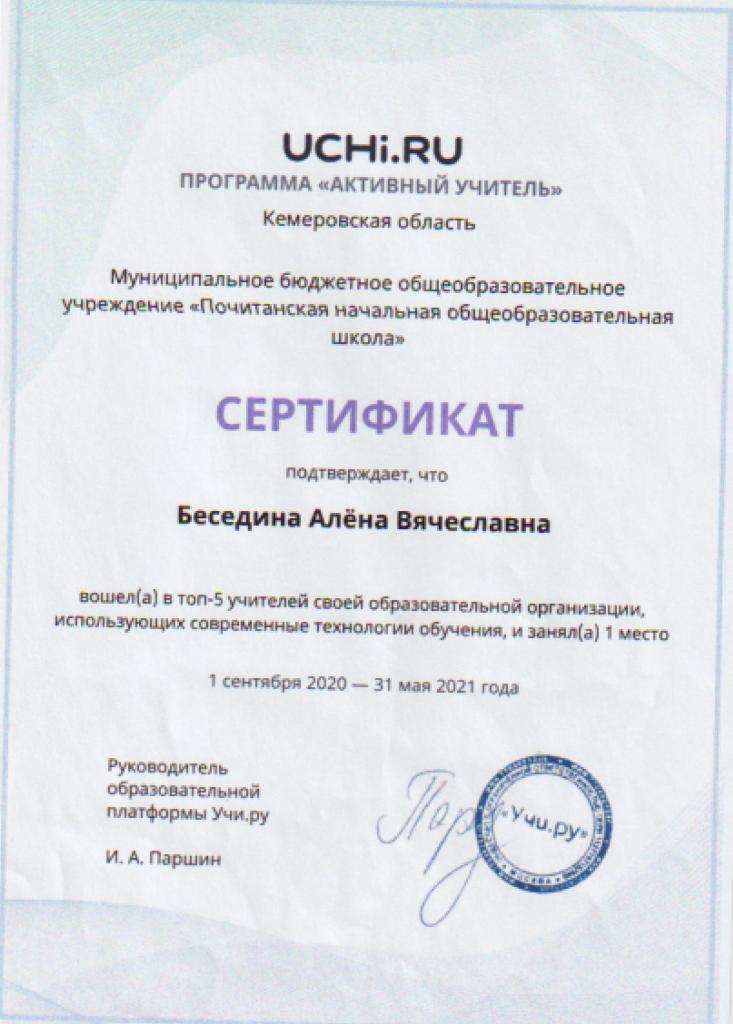 UCHi.RU
ПРОГРАММА «АКТИВНЫЙ УЧИТЕЛЬ»
Кемеровская область
Муниципальное бюджетное общеобразовательное
учреждение «Почитанская начальная общеобразовательная
школа»
СЕРТИФИКАТ
подтверждает, что
Беседина Алёна Вячеславна
вошел(а) в топ-5 учителей своей образовательной организации,
использующих современные технологии обучения, и занял(а) 1 место
1 сентября 2020 — 31 мая 2021 года
Руководитель
образовательной
платформы Учи.ру
И. А. Паршин
«Учи.ру»
МОСКВА